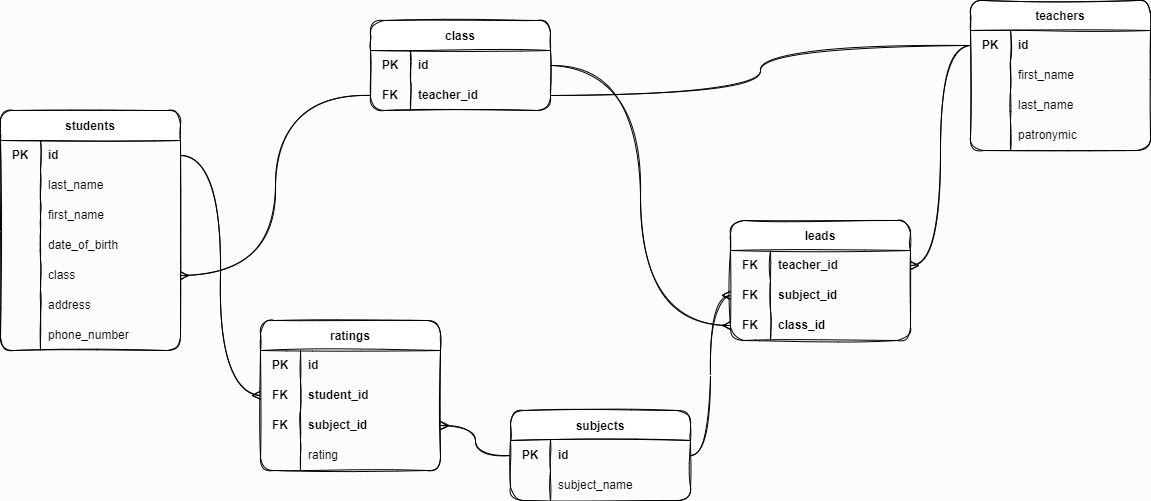 class
PK id
FK teacher_id
teachers
PK id
first_name
last_name
patronymic
students
PK id
last_name
first_name
date_of_birth
class
address
phone_number
leads
FK teacher_id
FK subject_id
FK class_id
ratings
PK id
FK student_id
FK subject_id
rating
subjects
PK id
subject_name